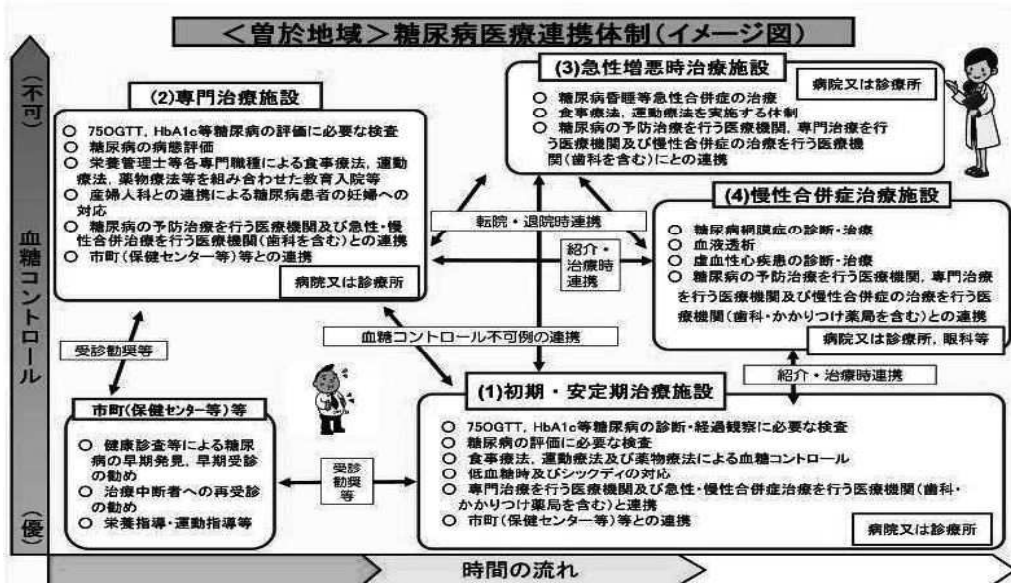 ＜曽於地域＞糖尿病医療連携体制(イメージ図)
(不可)
血糖コントロール
(優)
(2)専門治療施設
○ 75OGTT, HbA1c等糖尿病の評価に必要な検査
○ 糖尿病の病態評価
○ 栄養管理士等各専門職種による食事療法, 運動
療法, 薬物療法等を組み合わせた教育入院等
○ 産婦人科との連携による糖尿病患者の妊婦への
対応
○ 糖尿病の予防治療を行う医療機関及び急性・慢
性合併治療を行う医療機関(歯科を含む)との連携
○ 市町(保健センター等)等との連携
病院又は診療所
(3)急性増悪時治療施設
病院又は診療所
○ 糖尿病昏睡等急性合併症の治療
○ 食事療法, 運動療法を実施する体制
○ 糖尿病の予防治療を行う医療機関, 専門治療を行
う医療機関及び慢性合併症の治療を行う医療機
関(歯科を含む)にとの連携
(4)慢性合併症治療施設
○ 糖尿病網膜症の診断・治療
○ 血液透析
○ 虚血性心疾患の診断・治療
○ 糖尿病の予防治療を行う医療機関, 専門治療
を行う医療機関及び慢性合併症の治療を行う医
療機関(歯科・かかりつけ薬局を含む)との連携
病院又は診療所, 眼科等
転院・退院時連携
紹介・
治療時
連携
血糖コントロール不可例の連携
受診勧奨等
紹介・治療時連携
市町(保健センター等)等
○ 健康診査等による糖尿
病の早期発見, 早期受診
の勧め
○ 治療中断者への再受診
の勧め
○ 栄養指導・運動指導等
受診
勧奨
等
(1)初期・安定期治療施設
○ 75OGTT, HbA1c等糖尿病の診断・経過観察に必要な検査
○ 糖尿病の評価に必要な検査
○ 食事療法, 運動療法及び薬物療法による血糖コントロール
○ 低血糖時及びシックディの対応
○ 専門治療を行う医療機関及び急性・慢性合併症治療を行う医療機関(歯科・
かかりつけ薬局を含む)と連携
○ 市町(保健センター等)等との連携
病院又は診療所
時間の流れ